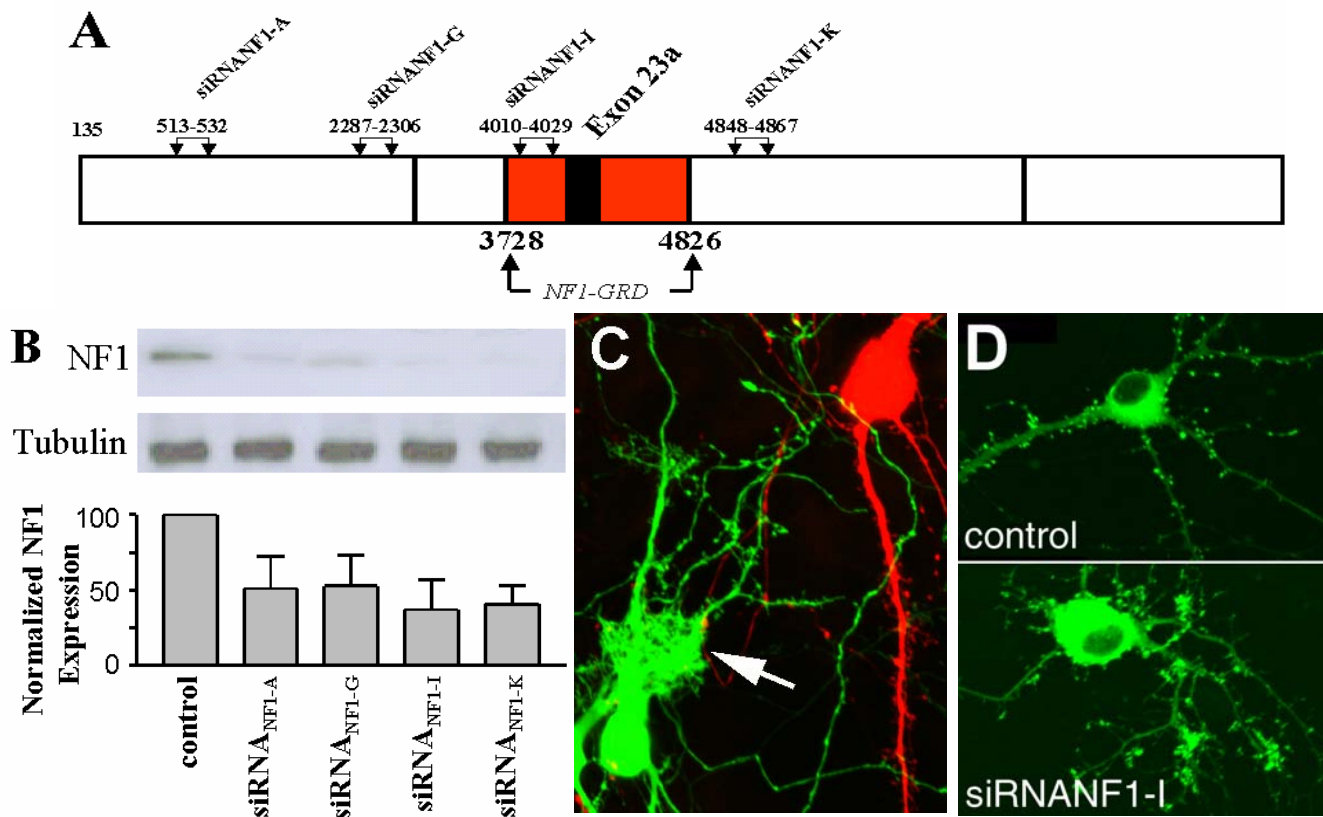 A
siRNANF1-A
siRNANF1-G
siRNANF1-I
Exon 23a
siRNANF1-K
135
513-532
2287-2306
4010-4029
4848-4867
3728
4826
NF1-GRD
B
NF1
Tubulin
Normalized NF1
Expression
100
50
0
control
siRNANF1-A
siRNANF1-G
siRNANF1-I
siRNANF1-K
C
D
control
siRNANF1-I